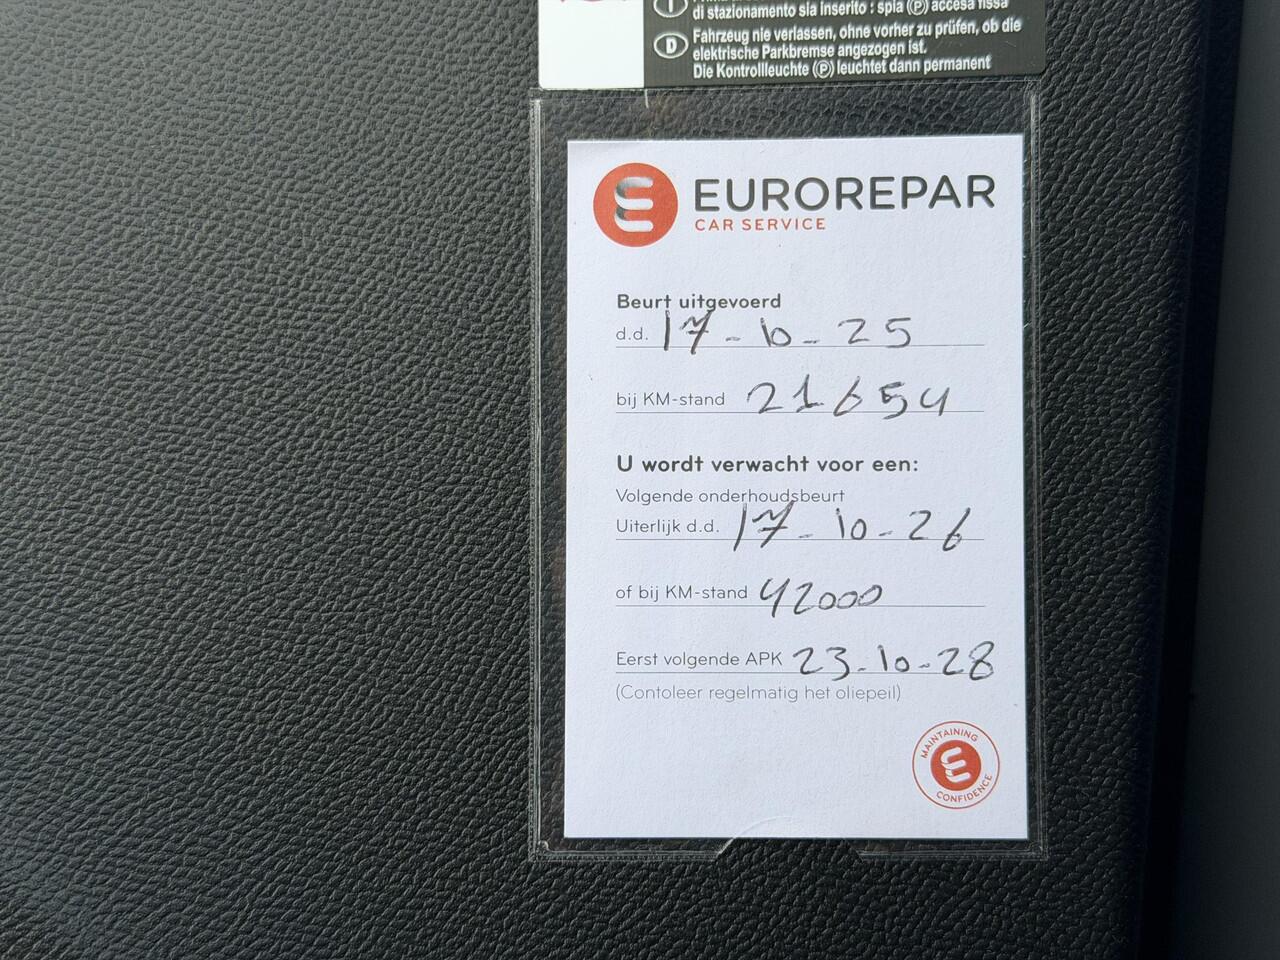 di stazionamento sia inserito : spia (P) accesa fissa
D
Fahrzeug nie verlassen, ohne vorher zu prüfen, ob die
elektrische Parkbremse angezogen ist.
Die Kontrollleuchte (P) leuchtet dann permanent
EUROREPAR
CAR SERVICE
Beurt uitgevoerd
d.d. 17-10-25
bij KM-stand 21654
U wordt verwacht voor een:
Volgende onderhoudsbeurt
Uiterlijk d.d. 17-10-26
of bij KM-stand 42000
Eerst volgende APK 23-10-28
(Contoleer regelmatig het oliepeil)
MAINTAINING
CONFIDENCE